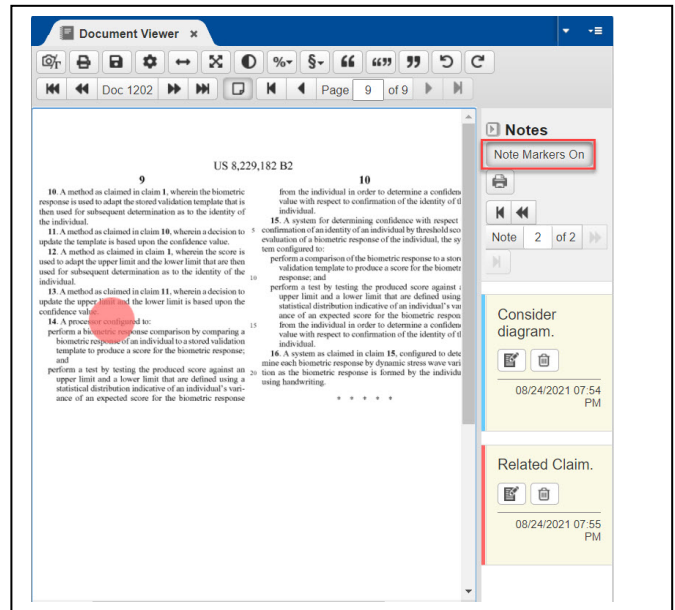 Document Viewer ×
%
§
Doc 1202
Page 9 of 9
Notes
Note Markers On
Note 2 of 2
Consider
diagram.
08/24/2021 07:54
PM
Related Claim.
08/24/2021 07:55
PM
US 8,229,182 B2
9
10. A method as claimed in claim 1, wherein the biometric
response is used to adapt the stored validation template that is
then used for subsequent determination as to the identity of
the individual.
11. A method as claimed in claim 10, wherein a decision to
update the template is based upon the confidence value.
12. A method as claimed in claim 1, wherein the score is
used to adapt the upper limit and the lower limit that are then
used for subsequent determination as to the identity of the
individual.
13. A method as claimed in claim 11, wherein a decision to
update the upper limit and the lower limit is based upon the
confidence value.
14. A processor configured to:
perform a biometric response comparison by comparing a
biometric response of an individual to a stored validation
template to produce a score for the biometric response;
and
perform a test by testing the produced score against an
upper limit and a lower limit that are defined using a
statistical distribution indicative of an individual's vari-
ance of an expected score for the biometric response
5
10
15
20
10
from the individual in order to determine a confidenc
value with respect to confirmation of the identity of th
individual.
15. A system for determining confidence with respect
confirmation of an identity of an individual by threshold sco
evaluation of a biometric response of the individual, the sy
tem configured to:
perform a comparison of the biometric response to a store
validation template to produce a score for the biometr
response; and
perform a test by testing the produced score against a
upper limit and a lower limit that are defined using
statistical distribution indicative of an individual's var
ance of an expected score for the biometric respon
from the individual in order to determine a confidenc
value with respect to confirmation of the identity of th
individual.
16. A system as claimed in claim 15, configured to dete
mine each biometric response by dynamic stress wave vari
tion as the biometric response is formed by the individu
using handwriting.
* * * * *